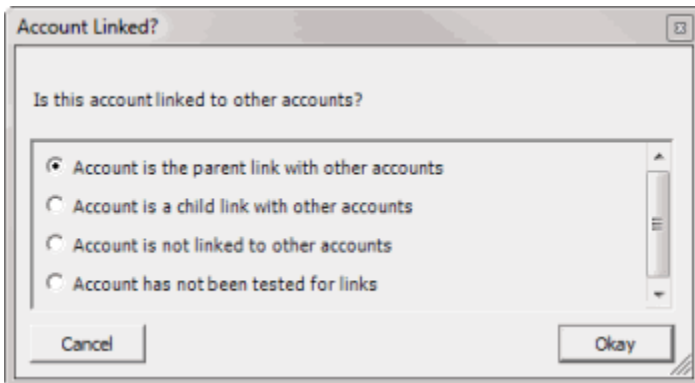 Account Linked?
Is this account linked to other accounts?
Account is the parent link with other accounts
Account is a child link with other accounts
Account is not linked to other accounts
Account has not been tested for links
Cancel
Okay